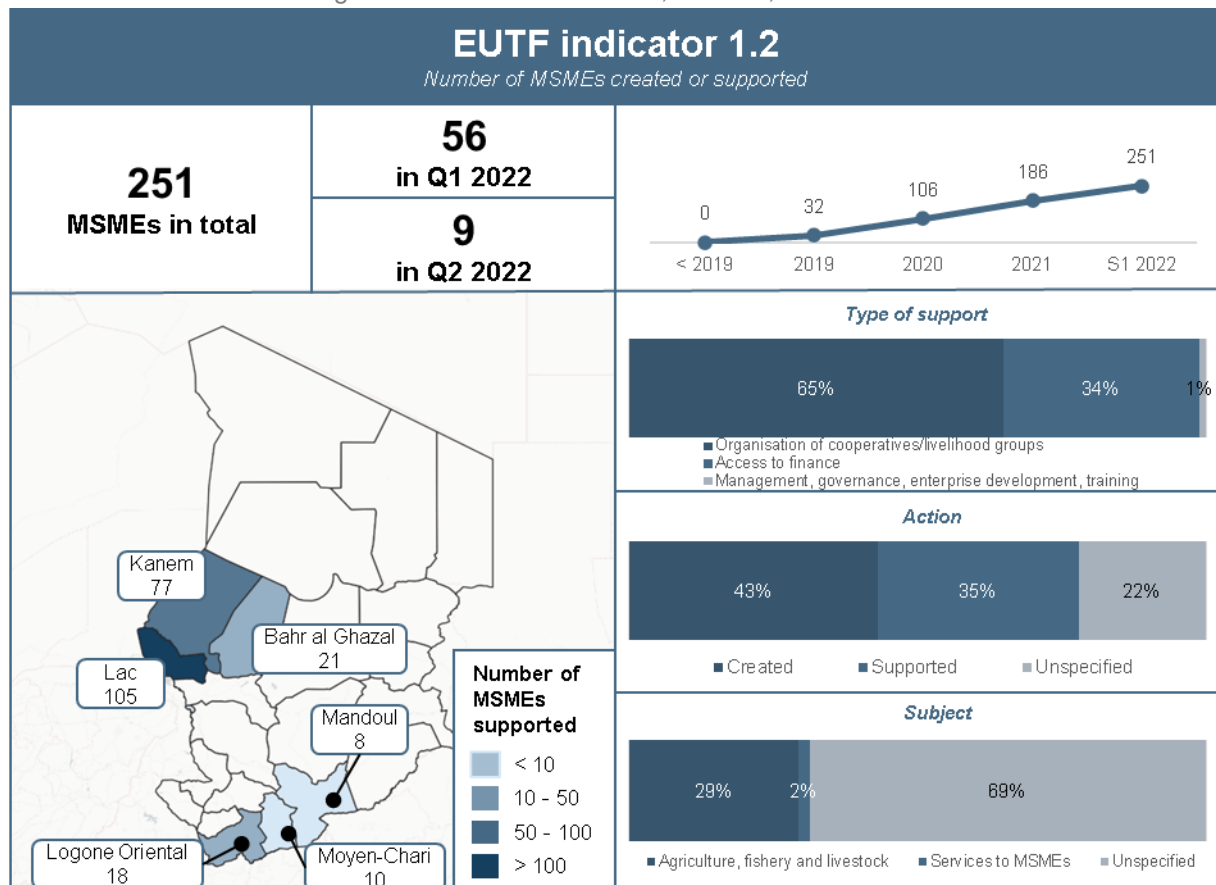 EUTF indicator 1.2
Number of MSMEs created or supported
251
MSMEs in total
56
in Q1 2022
9
in Q2 2022
0
32
106
186
251
< 2019
2019
2020
2021
S1 2022
Kanem
77
Bahr al Ghazal
21
Lac
105
Mandoul
8
Logone Oriental
18
Moyen-Chari
10
Number of
MSMEs
supported
< 10
10 - 50
50 - 100
> 100
Type of support
65%
34%
1%
Organisation of cooperatives/livelihood groups
Access to finance
Management, governance, enterprise development, training
Action
43%
35%
22%
Created
Supported
Unspecified
Subject
29%
2%
69%
Agriculture, fishery and livestock
Services to MSMEs
Unspecified